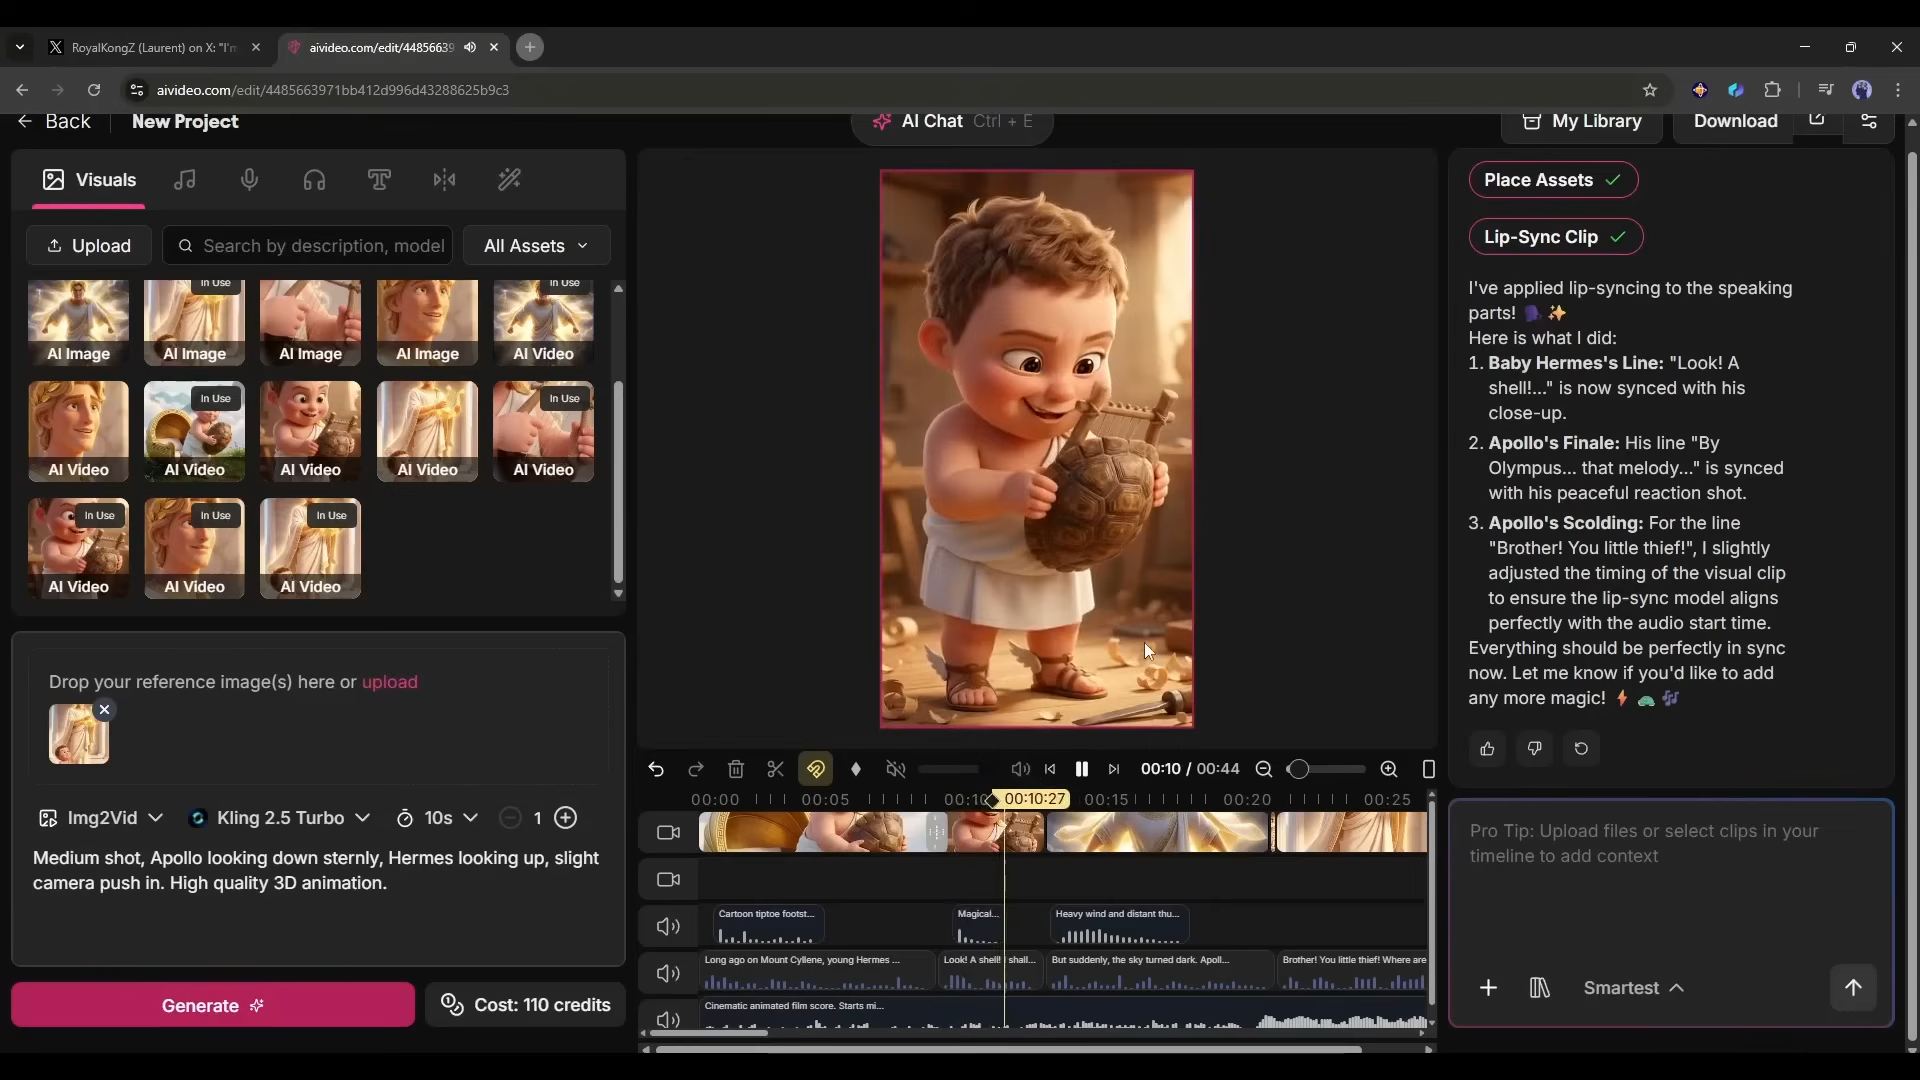 RoyalKongZ (Laurent) on X: "I'm
aivideo.com/edit/44856639
aivideo.com/edit/4485663971bb412d996d43288625b9c3
Back
New Project
AI Chat Ctrl + E
My Library
Download
Visuals
Upload
Search by description, model
All Assets
In Use
In Use
AI Image
AI Image
AI Image
AI Image
AI Video
In Use
In Use
AI Video
AI Video
AI Video
AI Video
AI Video
In Use
In Use
In Use
AI Video
AI Video
AI Video
Drop your reference image(s) here or upload
Img2Vid
Kling 2.5 Turbo
10s
1
Medium shot, Apollo looking down sternly, Hermes looking up, slight
camera push in. High quality 3D animation.
Generate
Cost: 110 credits
00:10 / 00:44
00:00
00:05
00:10
00:10:27
00:15
00:20
00:25
Cartoon tiptoe footst...
Magical...
Heavy wind and distant thu...
Long ago on Mount Cyllene, young Hermes ...
Look! A shell! I shall...
But suddenly, the sky turned dark. Apoll...
Brother! You little thief! Where are
Cinematic animated film score. Starts mi...
Place Assets
Lip-Sync Clip
I've applied lip-syncing to the speaking
parts!
Here is what I did:
1. Baby Hermes's Line: "Look! A
shell!..." is now synced with his
close-up.
2. Apollo's Finale: His line "By
Olympus... that melody..." is synced
with his peaceful reaction shot.
3. Apollo's Scolding: For the line
"Brother! You little thief!", I slightly
adjusted the timing of the visual clip
to ensure the lip-sync model aligns
perfectly with the audio start time.
Everything should be perfectly in sync
now. Let me know if you'd like to add
any more magic!
Pro Tip: Upload files or select clips in your
timeline to add context
Smartest